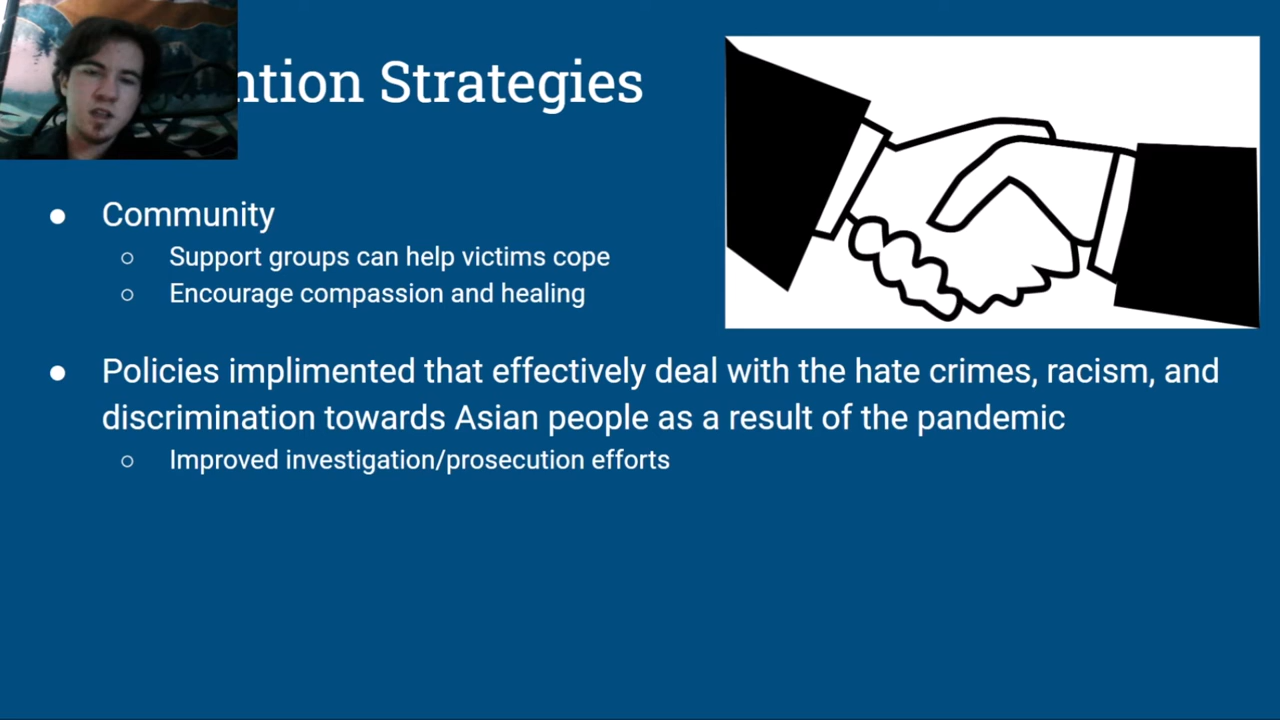 ntion Strategies
● Community
○ Support groups can help victims cope
○ Encourage compassion and healing
● Policies implimented that effectively deal with the hate crimes, racism, and
discrimination towards Asian people as a result of the pandemic
○ Improved investigation/prosecution efforts